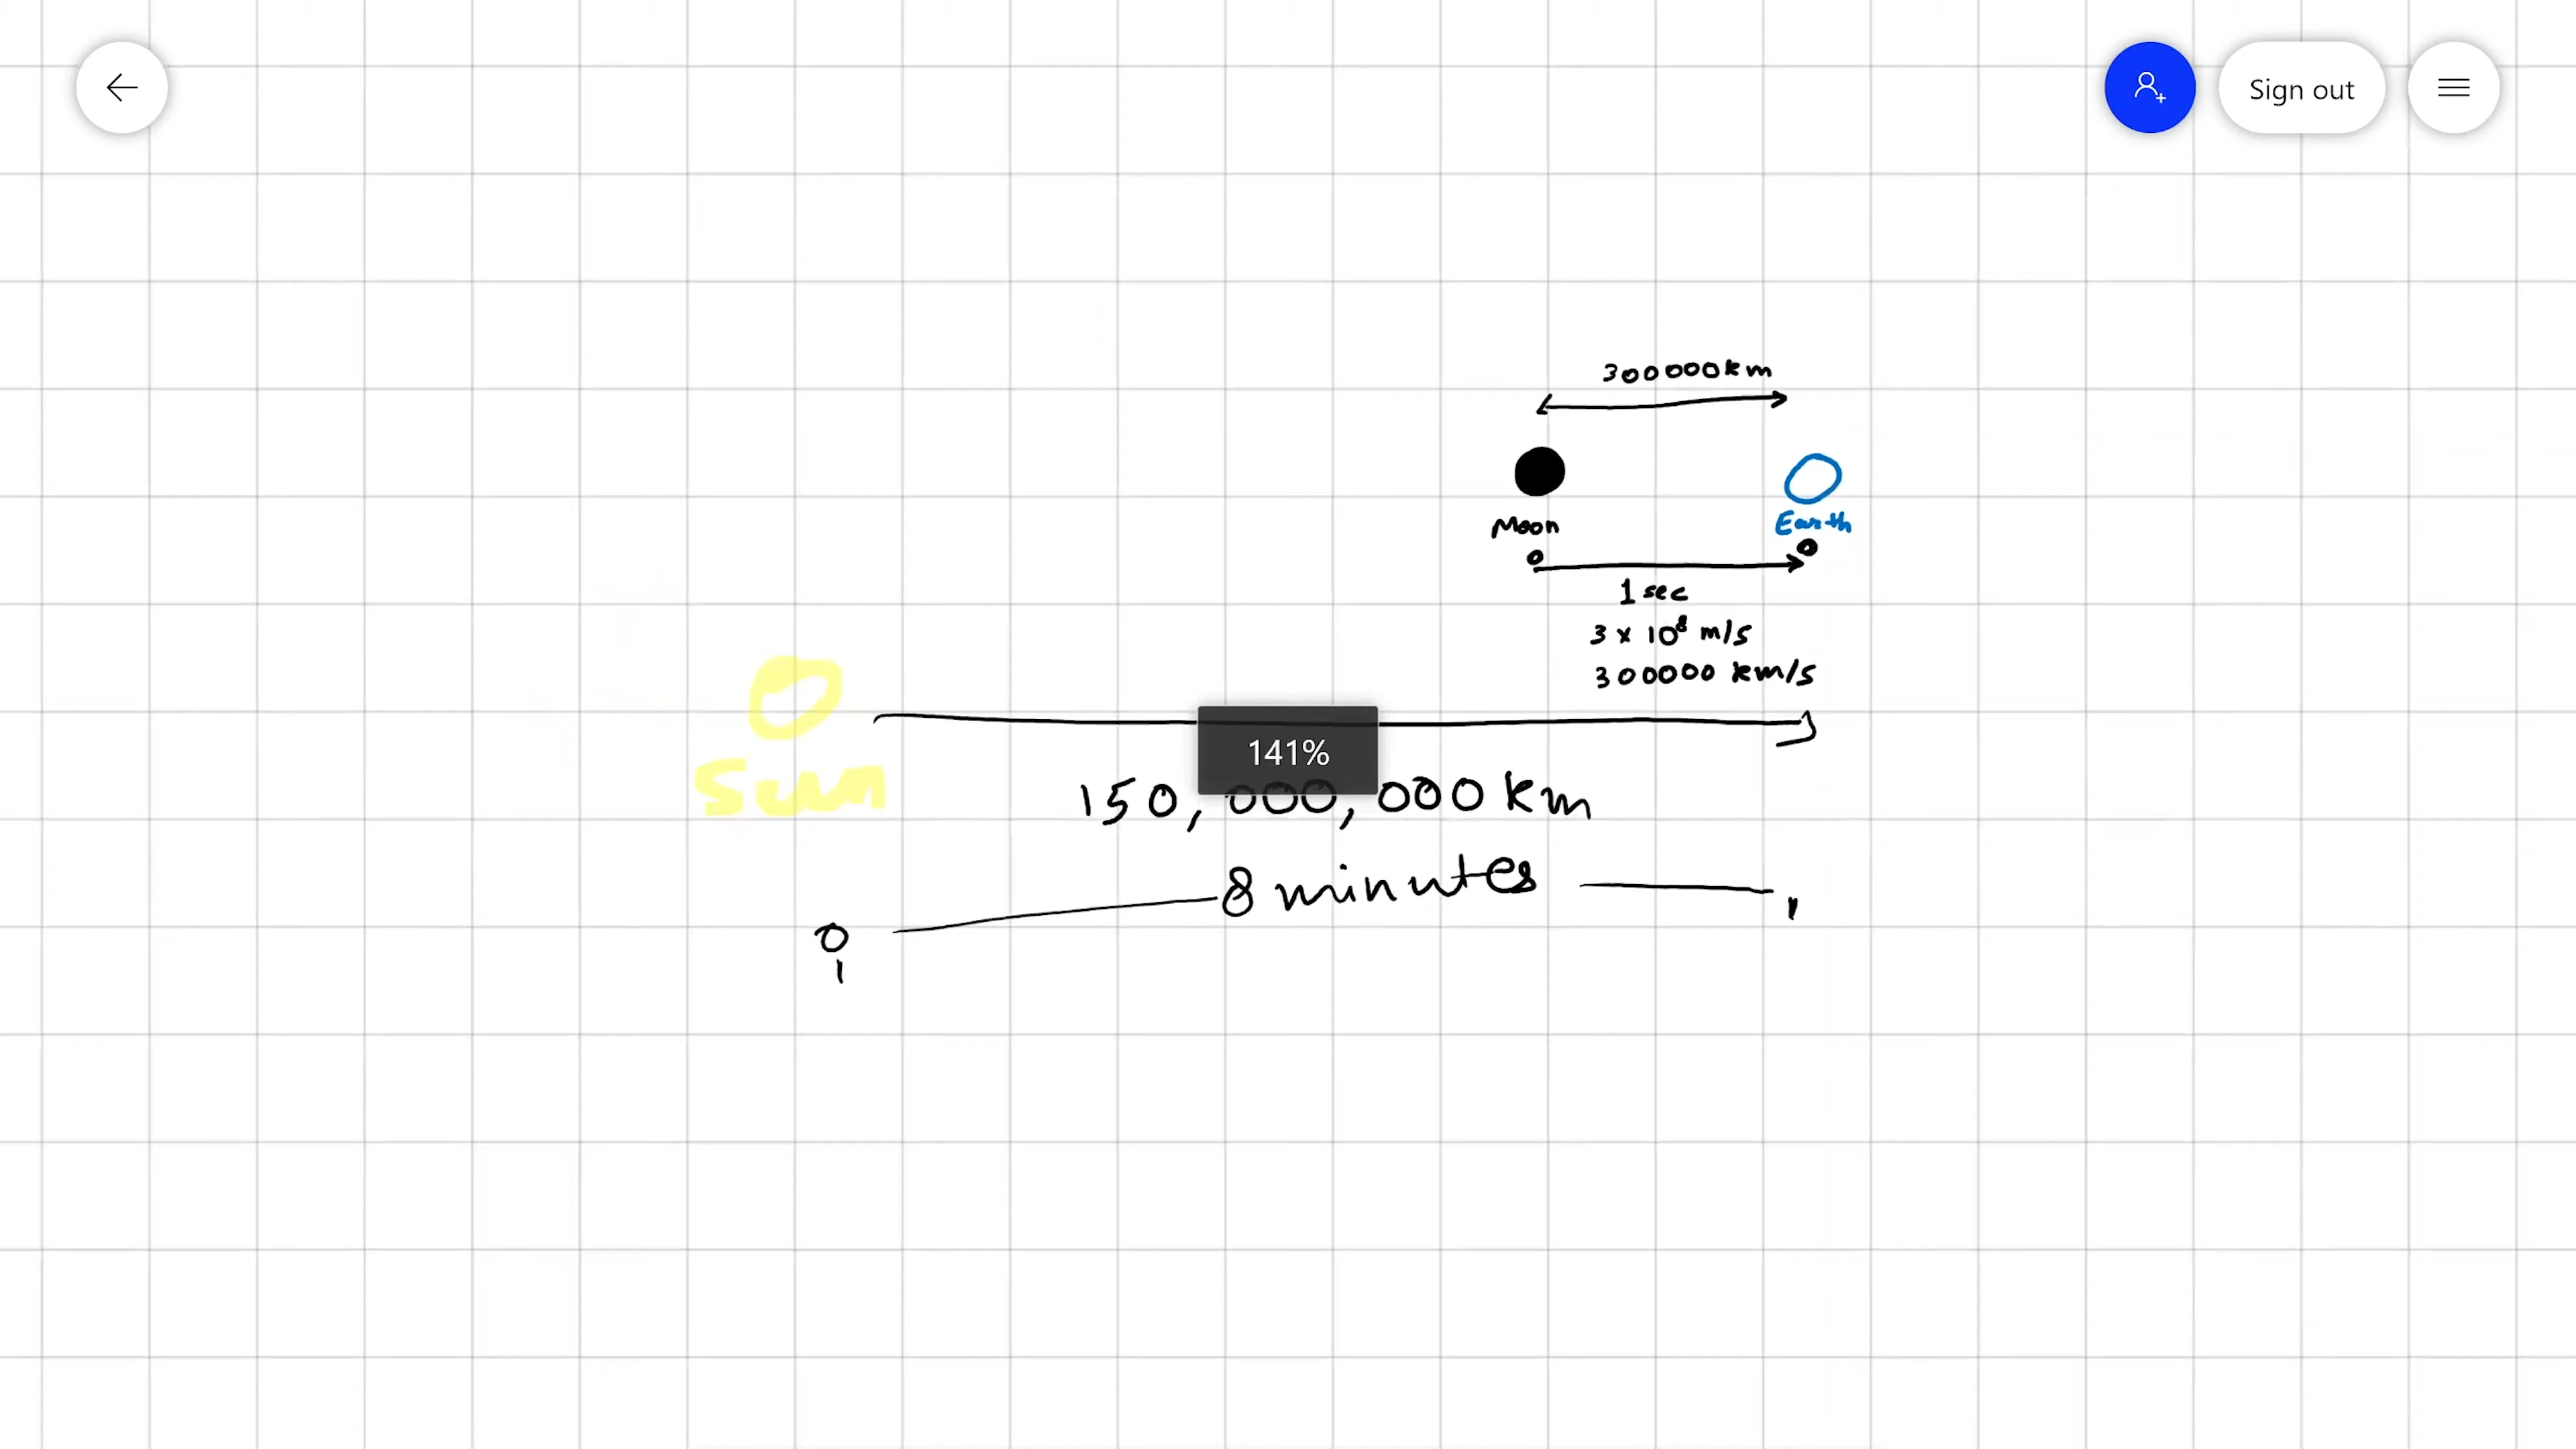 Sign out
300000km
Moon
Earth
1 sec
3 x 10⁸ m/s
300000 km/s
Sun
141%
150,000,000 km
8 minutes